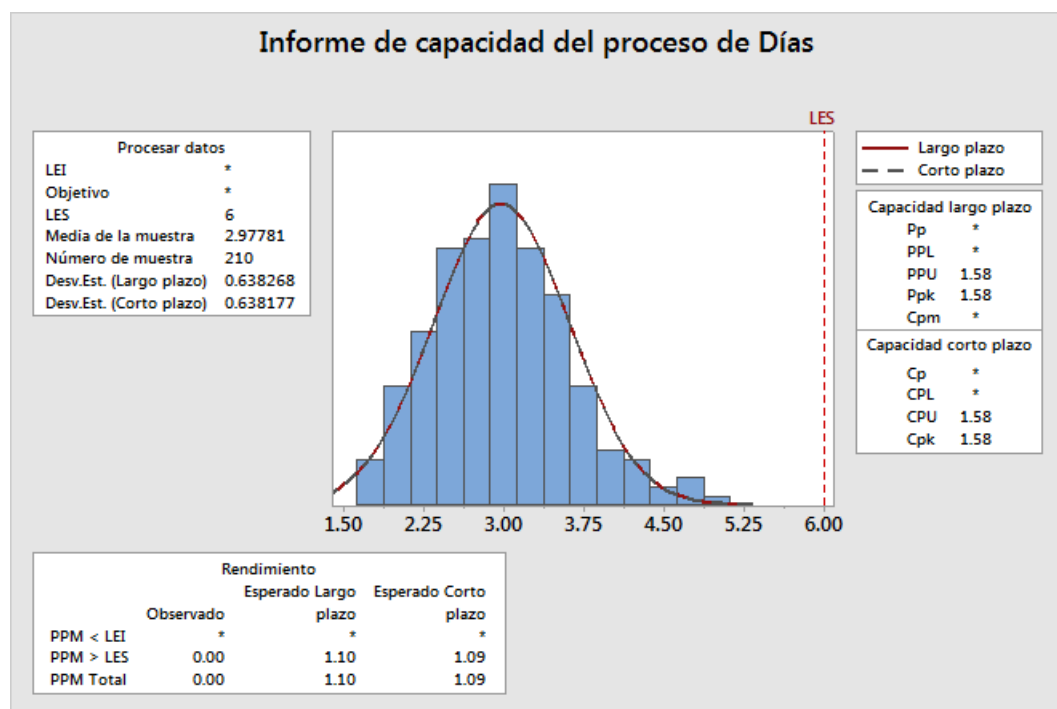 Informe de capacidad del proceso de Días
LES
Procesar datos
LEI *
Objetivo *
LES 6
Media de la muestra 2.97781
Número de muestra 210
Desv.Est. (Largo plazo) 0.638268
Desv.Est. (Corto plazo) 0.638177
Largo plazo
Corto plazo
Capacidad largo plazo
Pp *
PPL *
PPU 1.58
Ppk 1.58
Cpm *
Capacidad corto plazo
Cp *
CPL *
CPU 1.58
Cpk 1.58
1.50 2.25 3.00 3.75 4.50 5.25 6.00
Rendimiento
Esperado Largo Esperado Corto
Observado plazo plazo
PPM < LEI * * *
PPM > LES 0.00 1.10 1.09
PPM Total 0.00 1.10 1.09